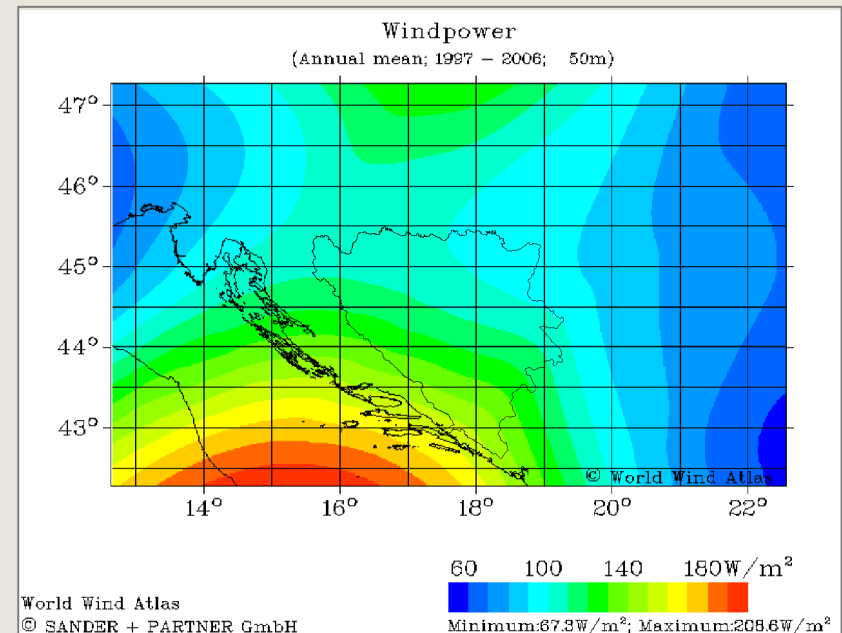 Windpower
(Annual mean; 1997 - 2006; 50m)
47°
46°
45°
44°
43°
© World Wind Atlas
14° 16° 18° 20° 22°
60 100 140 180W/m²
World Wind Atlas
© SANDER + PARTNER GmbH
Minimum:67.3W/m²; Maximum:208.6W/m²